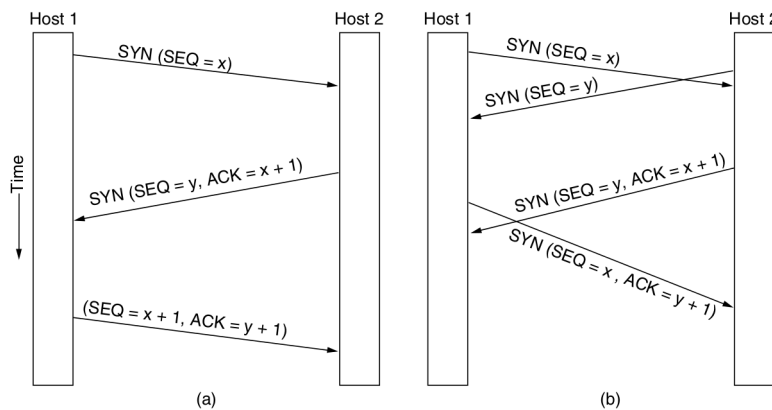 Host 1
Host 2
SYN (SEQ = x)
SYN (SEQ = y, ACK = x + 1)
(SEQ = x + 1, ACK = y + 1)
Time
(a)
Host 1
Host 2
SYN (SEQ = x)
SYN (SEQ = y)
SYN (SEQ = y, ACK = x + 1)
SYN (SEQ = x , ACK = y + 1)
(b)